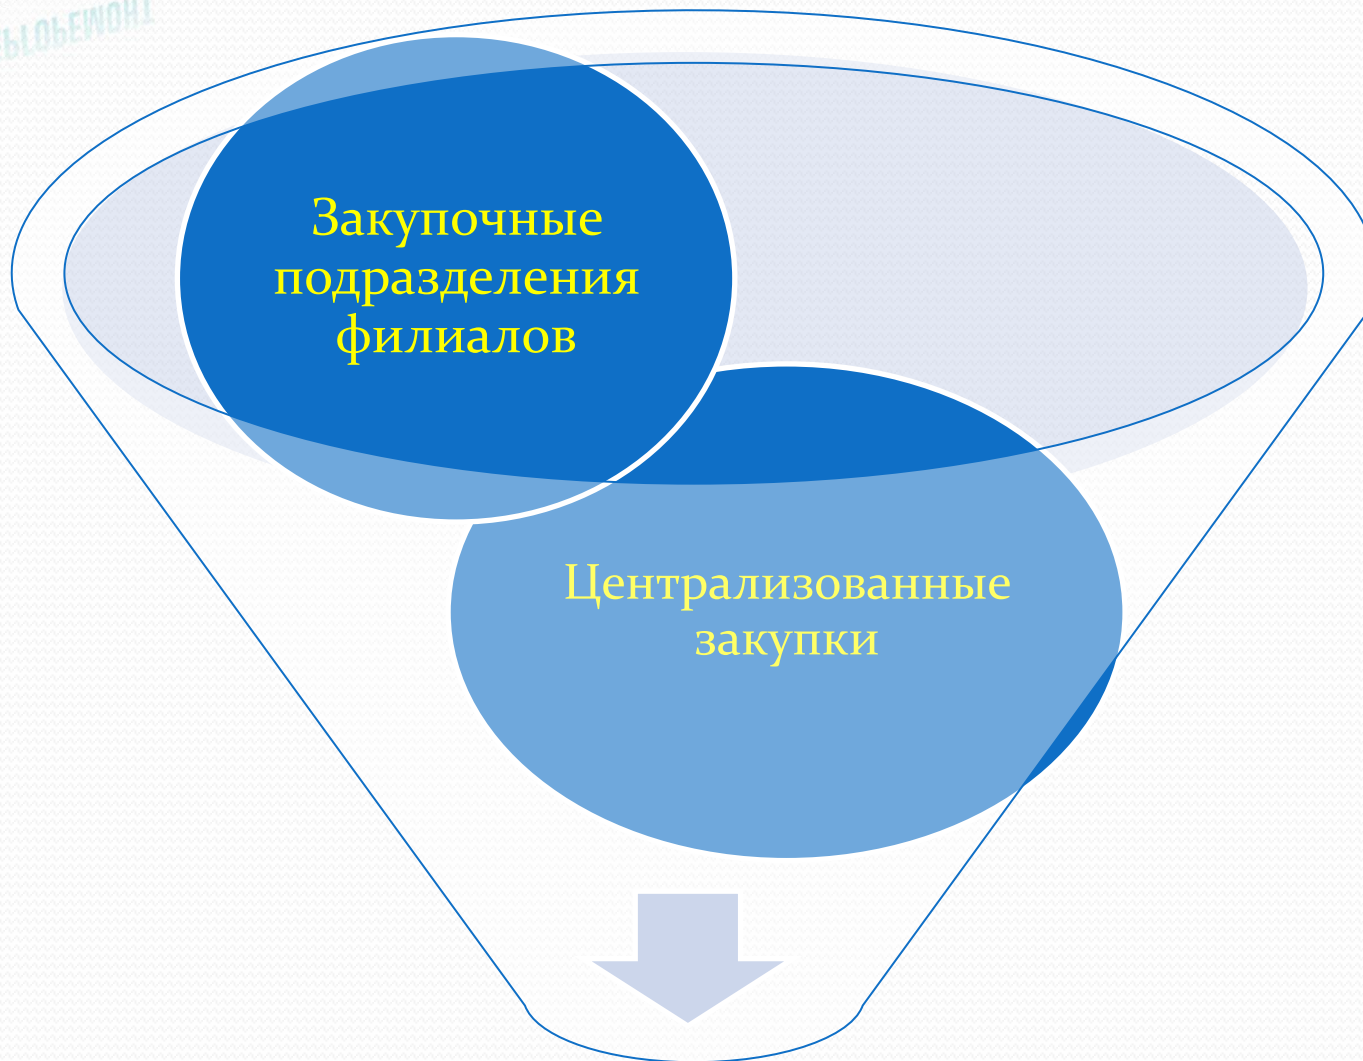 Закупочные
подразделения
филиалов
Централизованные
закупки